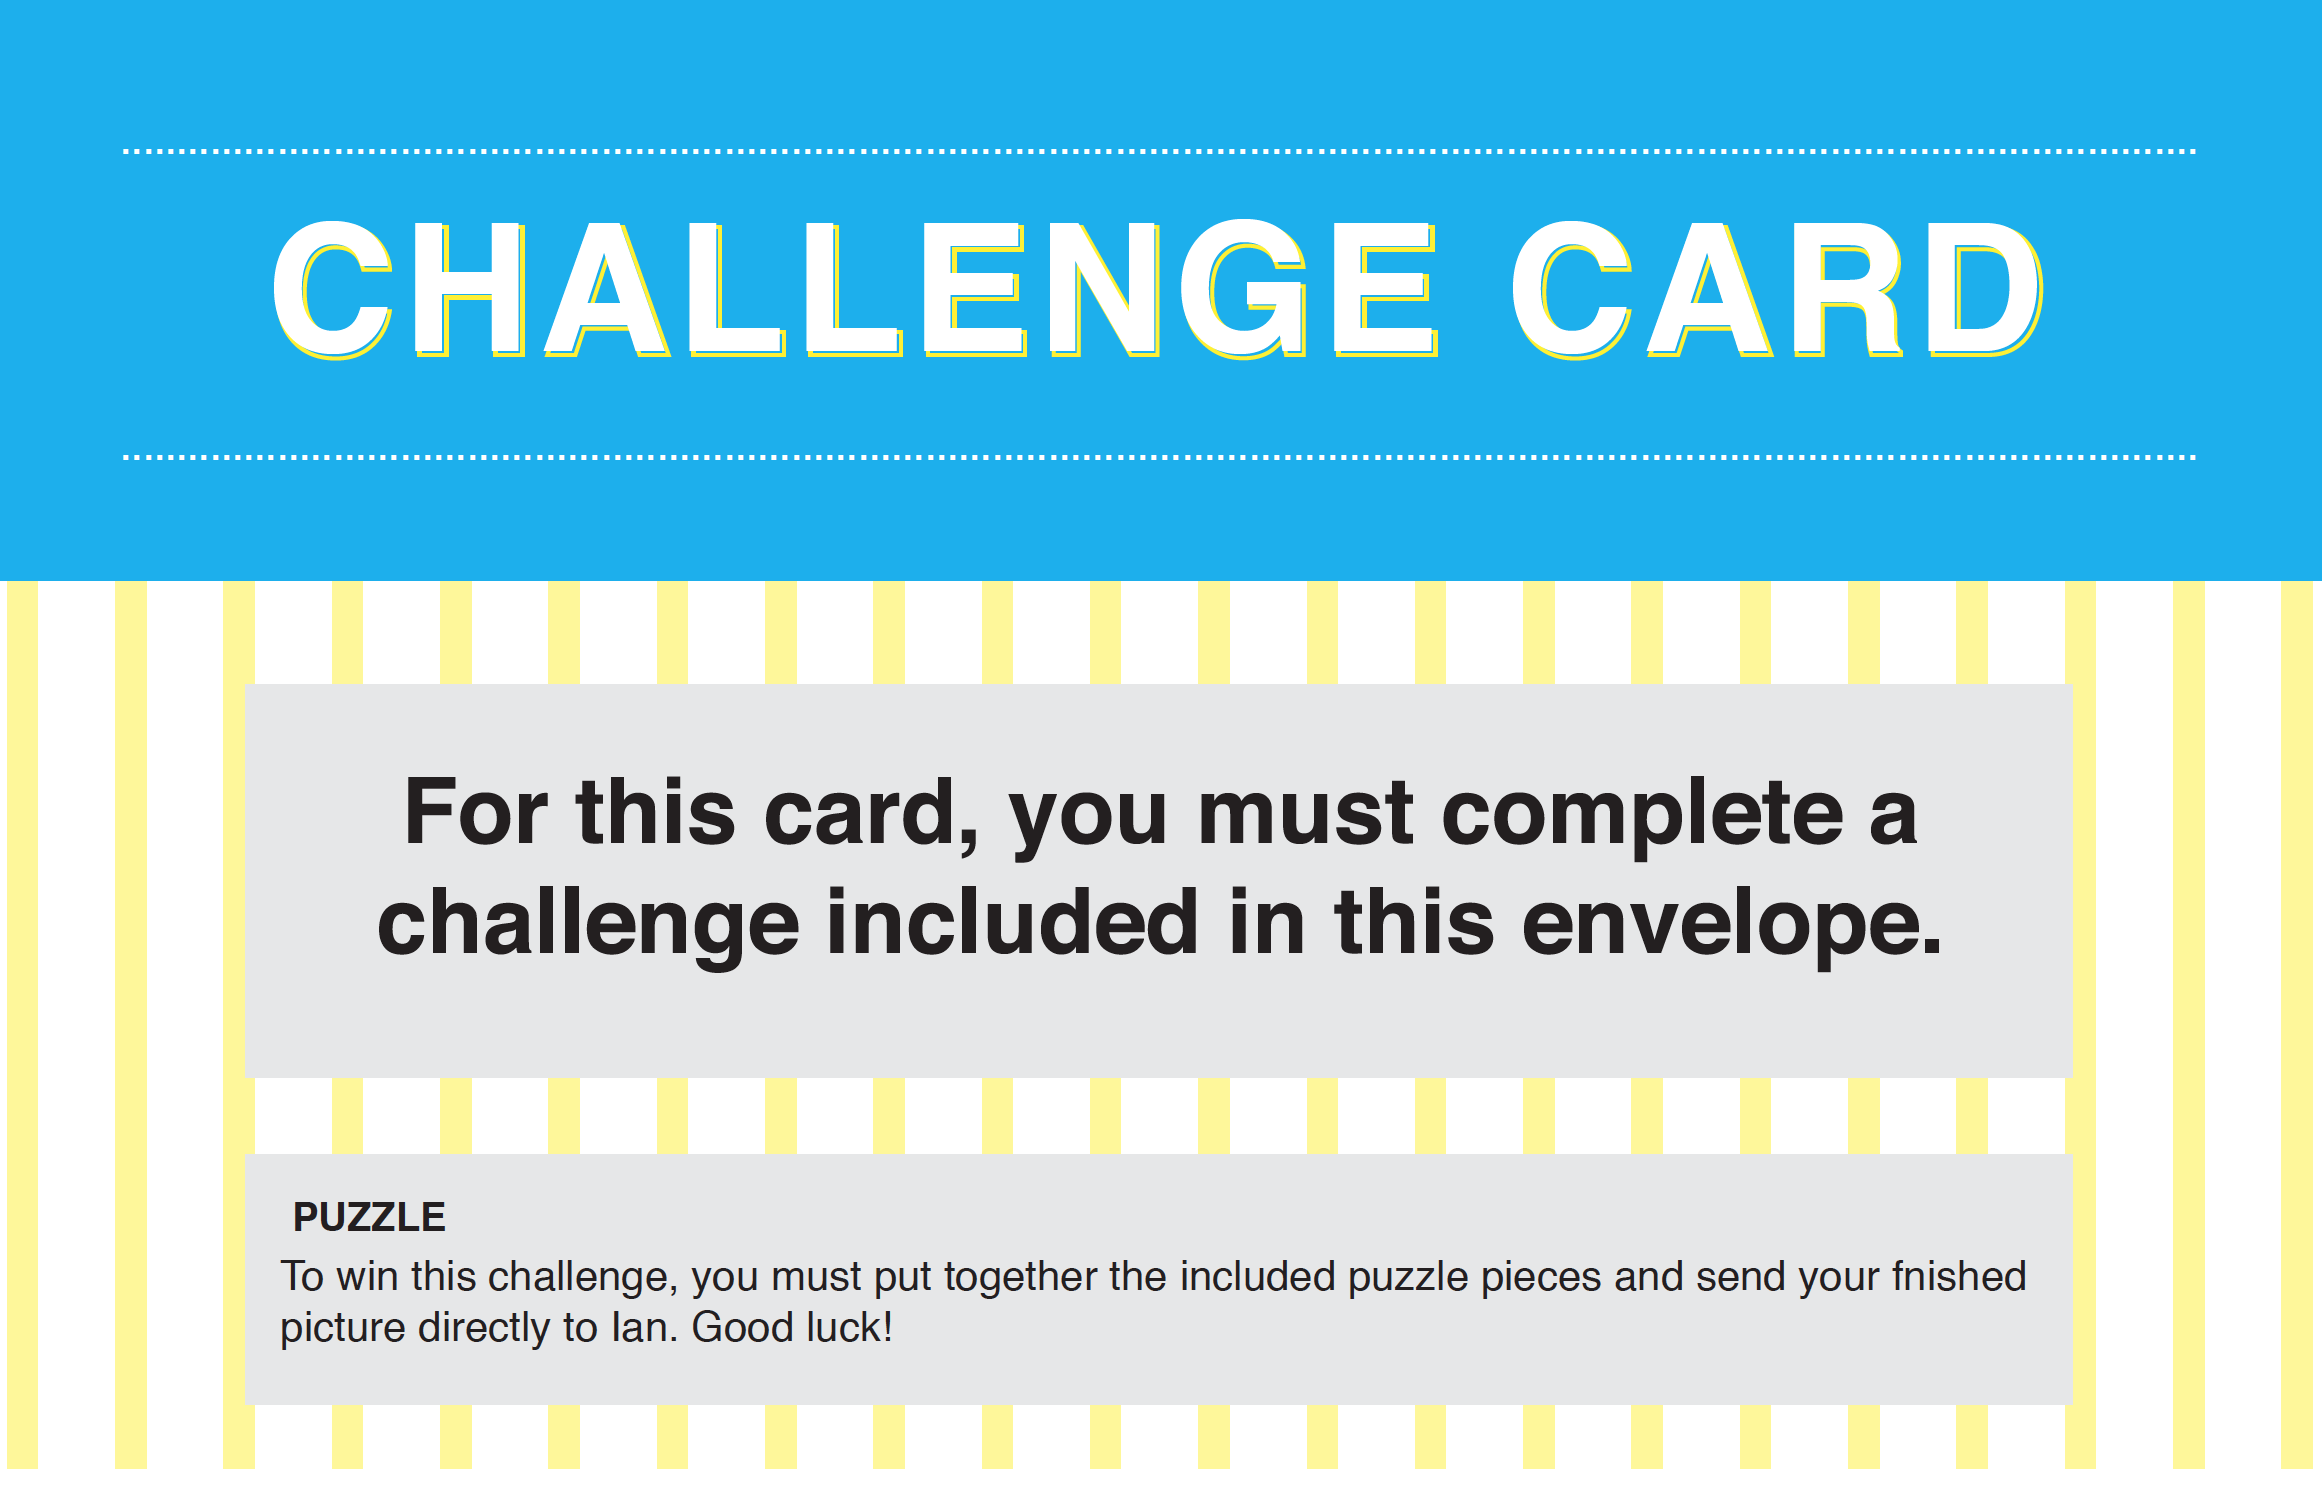 CHALLENGE CARD
For this card, you must complete a
challenge included in this envelope.
PUZZLE
To win this challenge, you must put together the included puzzle pieces and send your fnished
picture directly to Ian. Good luck!